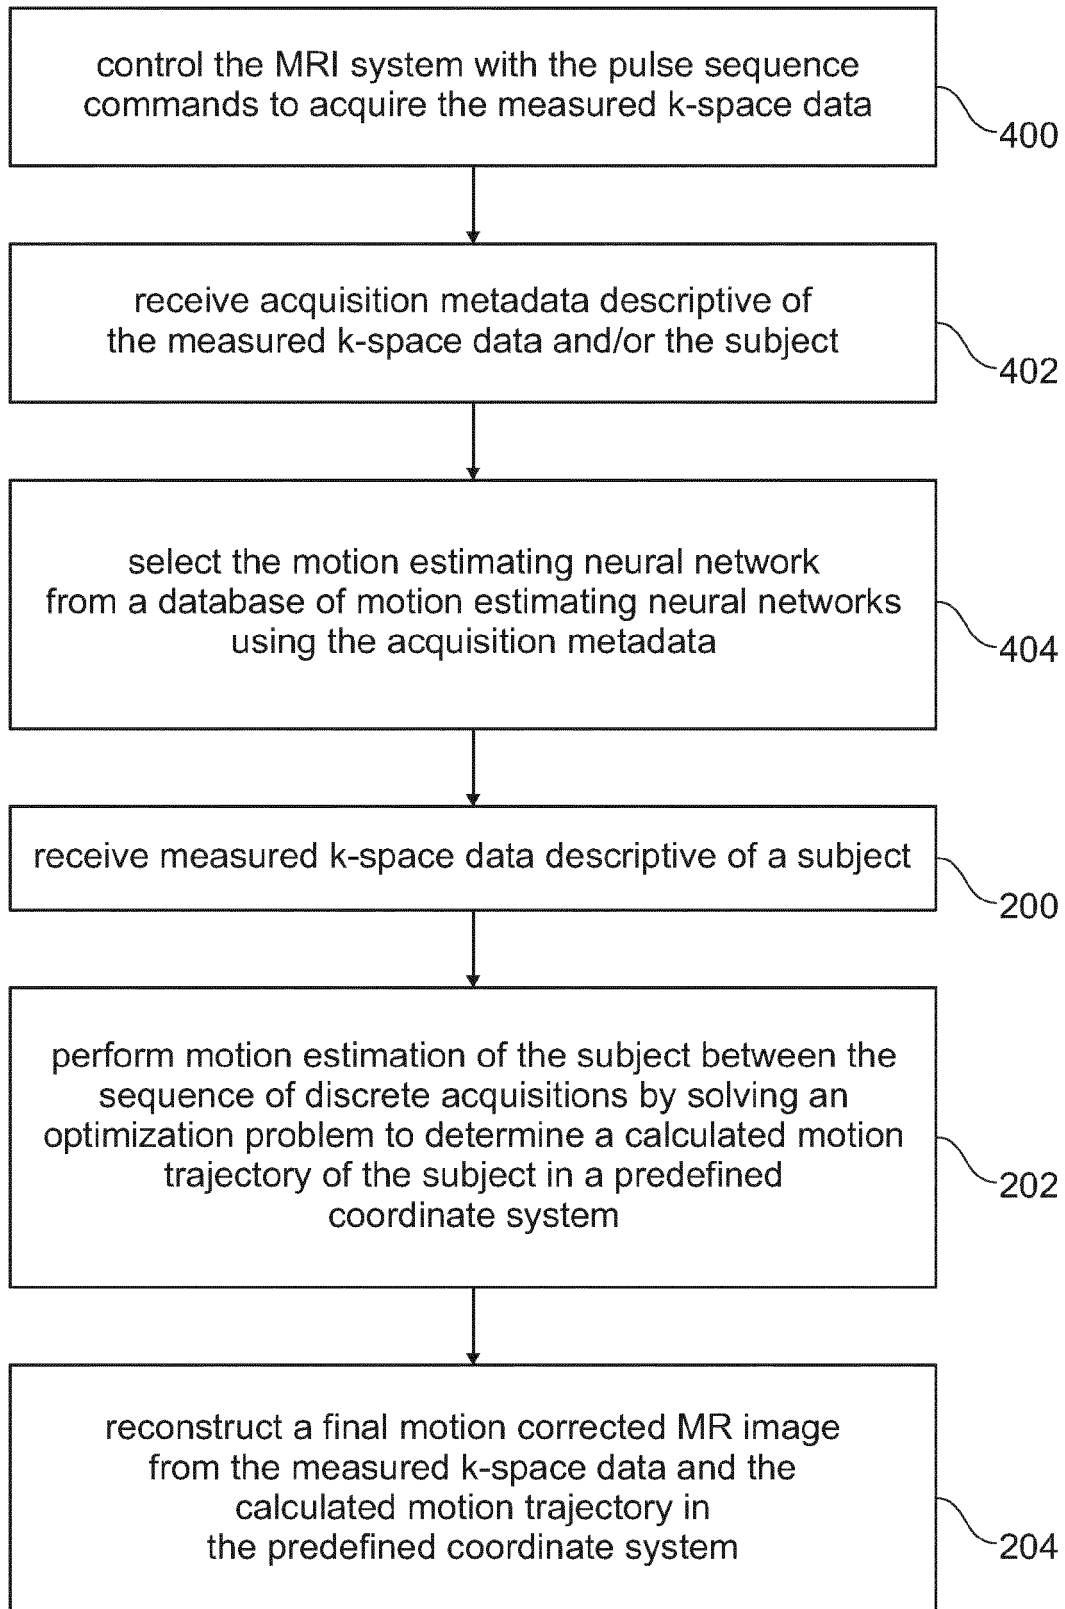 control the MRI system with the pulse sequence
commands to acquire the measured k-space data
400
receive acquisition metadata descriptive of
the measured k-space data and/or the subject
402
select the motion estimating neural network
from a database of motion estimating neural networks
using the acquisition metadata
404
receive measured k-space data descriptive of a subject
200
perform motion estimation of the subject between the
sequence of discrete acquisitions by solving an
optimization problem to determine a calculated motion
trajectory of the subject in a predefined
coordinate system
202
reconstruct a final motion corrected MR image
from the measured k-space data and the
calculated motion trajectory in
the predefined coordinate system
204